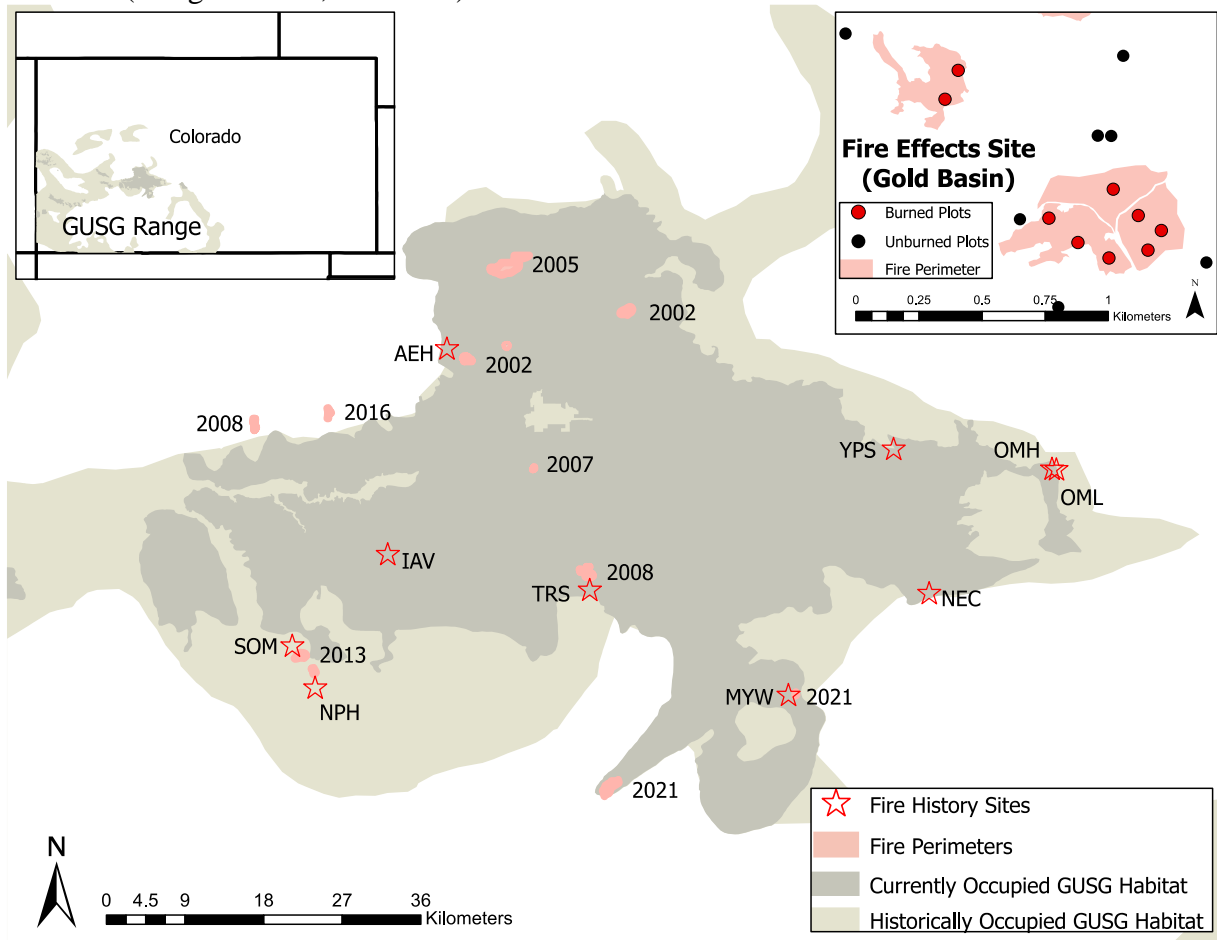 Colorado
GUSG Range
Fire Effects Site
(Gold Basin)
Burned Plots
Unburned Plots
Fire Perimeter
N
0 0.25 0.5 0.75 1
Kilometers
2005
2002
AEH
2002
2008
2016
YPS
OMH
2007
OML
IAV
2008
TRS
NEC
SOM
2013
MYW
2021
NPH
2021
Fire History Sites
Fire Perimeters
Currently Occupied GUSG Habitat
Historically Occupied GUSG Habitat
N
0 4.5 9 18 27 36
Kilometers